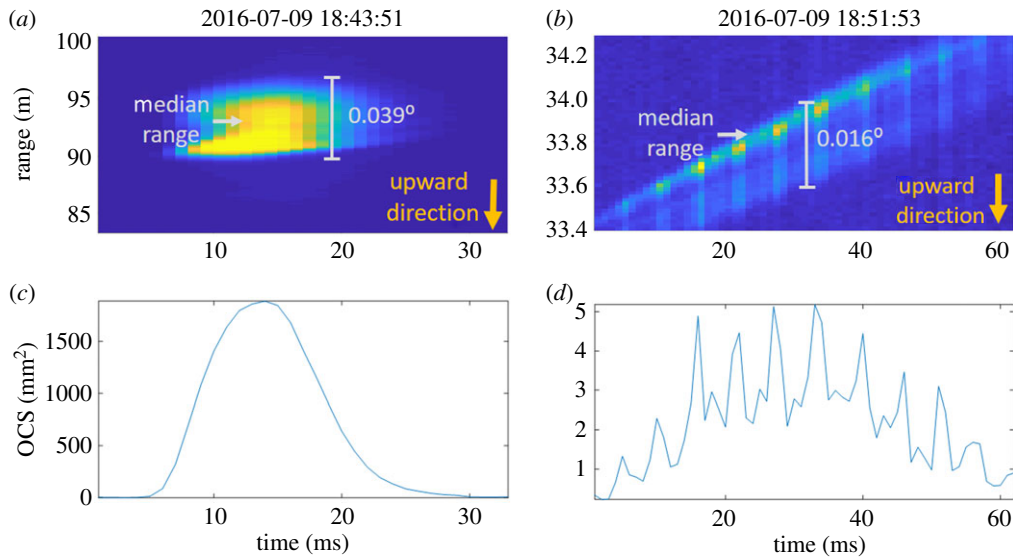 (a) 2016-07-09 18:43:51
100
95
90
85
range (m)
median
range
0.039°
upward
direction
10 20 30
(b) 2016-07-09 18:51:53
34.2
34.0
33.8
33.6
33.4
median
range
0.016°
upward
direction
20 40 60
(c)
1500
1000
500
0
OCS (mm²)
10 20 30
time (ms)
(d)
5
4
3
2
1
20 40 60
time (ms)